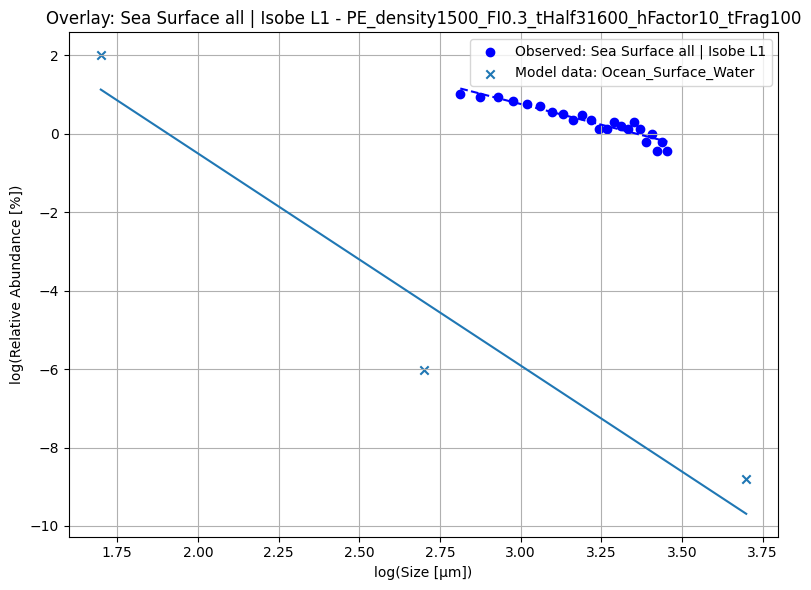 Overlay: Sea Surface all | Isobe L1 - PE_density1500_FI0.3_tHalf31600_hFactor10_tFrag100
Observed: Sea Surface all | Isobe L1
Model data: Ocean_Surface_Water
log(Relative Abundance [%])
2
0
−2
−4
−6
−8
−10
1.75 2.00 2.25 2.50 2.75 3.00 3.25 3.50 3.75
log(Size [µm])